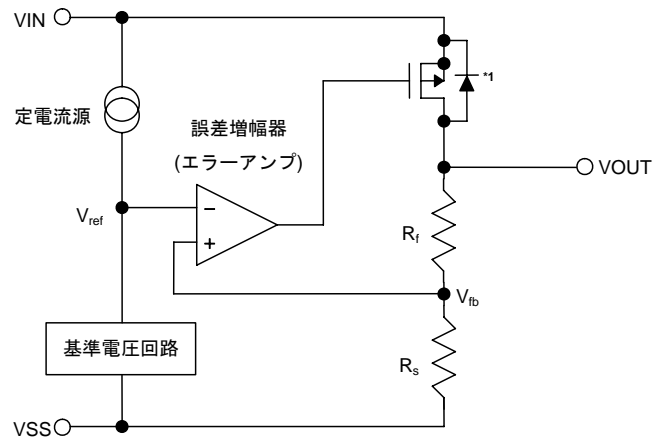 VIN
*1
定電流源
誤差増幅器
(エラーアンプ)
VOUT
Vref
−
+
Rf
Vfb
基準電圧回路
Rs
VSS